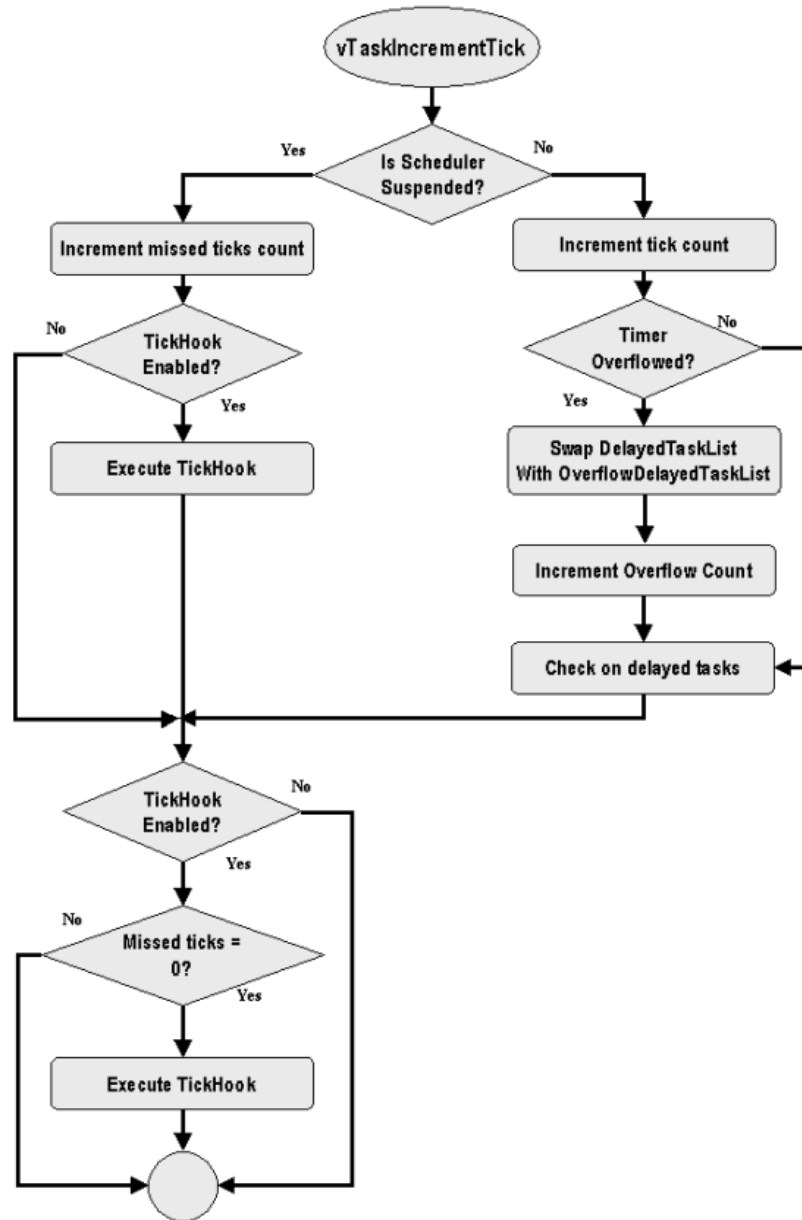 vTaskIncrementTick
Is Scheduler
Suspended?
Yes
No
Increment missed ticks count
Increment tick count
TickHook
Enabled?
No
Yes
Timer
Overflowed?
No
Yes
Execute TickHook
Swap DelayedTaskList
With OverflowDelayedTaskList
Increment Overflow Count
Check on delayed tasks
TickHook
Enabled?
No
Yes
Missed ticks =
0?
No
Yes
Execute TickHook